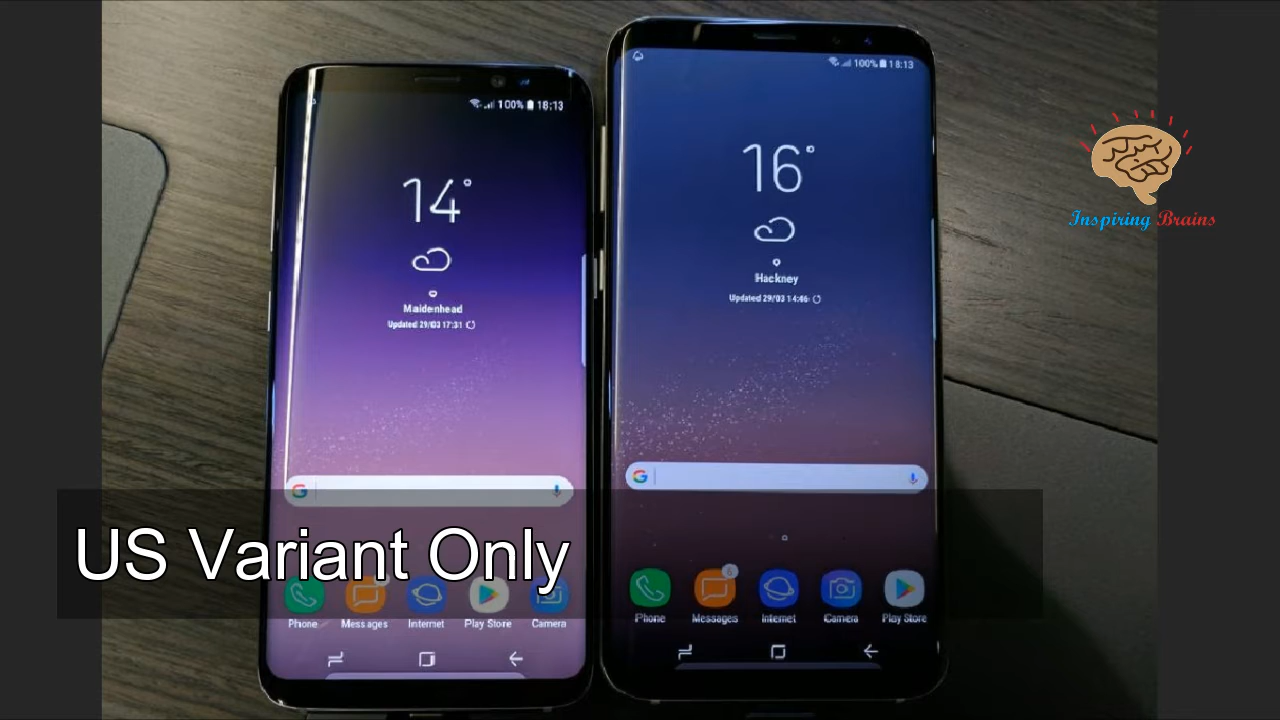 100% 18:13
14°
Maidenhead
Updated 29/03 17:31
US Variant Only
Phone Messages Internet Play Store Camera
100% 18:13
16°
Hackney
Updated 29/03 14:46
6
Phone Messages Internet Camera Play Store
Inspiring Brains